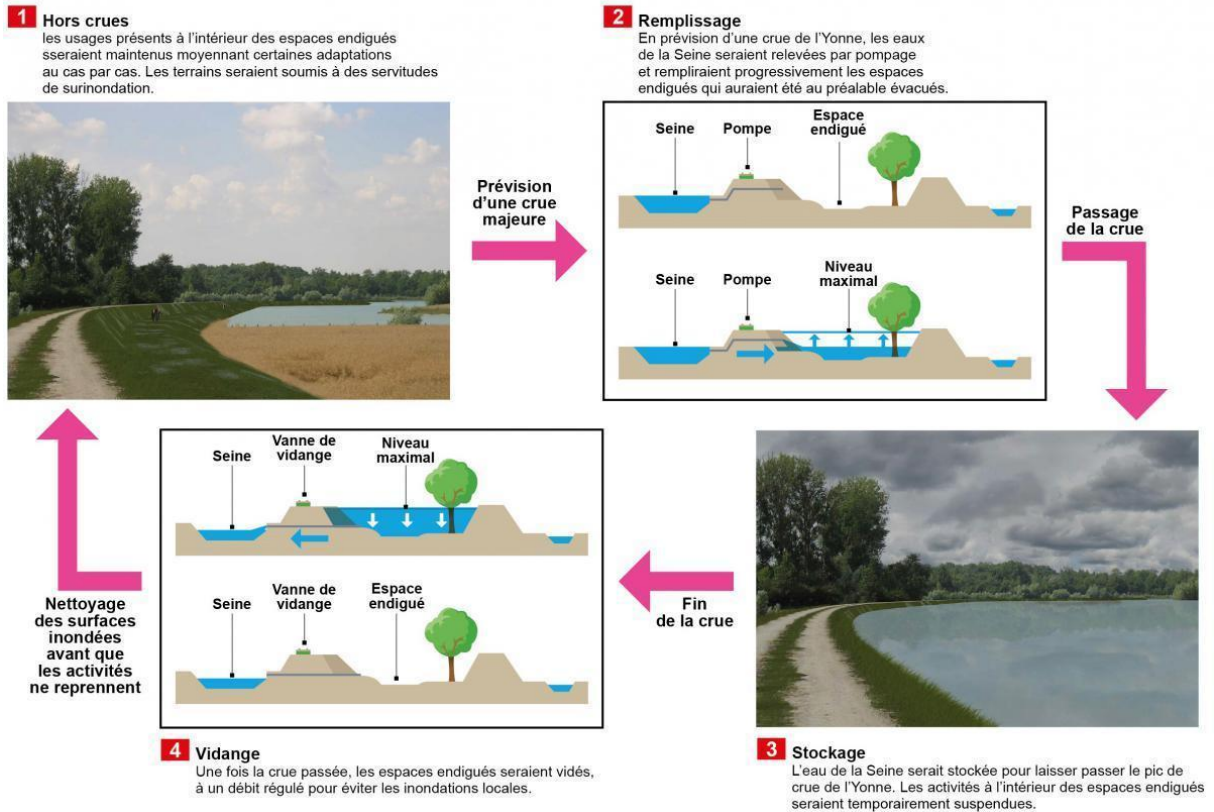 1 Hors crues
les usages présents à l'intérieur des espaces endigués
sseraient maintenus moyennant certaines adaptations
au cas par cas. Les terrains seraient soumis à des servitudes
de surinondation.
Prévision
d'une crue
majeure
2 Remplissage
En prévision d'une crue de l'Yonne, les eaux
de la Seine seraient relevées par pompage
et rempliraient progressivement les espaces
endigués qui auraient été au préalable évacués.
Seine
Pompe
Espace
endigué
Seine
Pompe
Niveau
maximal
Passage
de la crue
3 Stockage
L'eau de la Seine serait stockée pour laisser passer le pic de
crue de l'Yonne. Les activités à l'intérieur des espaces endigués
seraient temporairement suspendues.
Fin
de la crue
Seine
Vanne de
vidange
Niveau
maximal
Seine
Vanne de
vidange
Espace
endigué
4 Vidange
Une fois la crue passée, les espaces endigués seraient vidés,
à un débit régulé pour éviter les inondations locales.
Nettoyage
des surfaces
inondées
avant que
les activités
ne reprennent